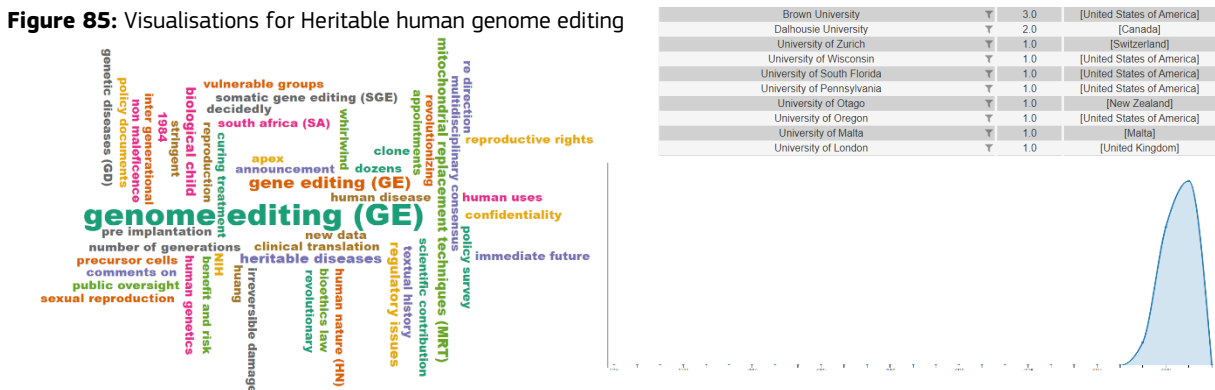 Figure 85: Visualisations for Heritable human genome editing
genetic diseases (GD)
policy documents
non maleficence
inter generational
1984
stringent
biological child
reproduction
curing treatment
vulnerable groups
somatic gene editing (SGE)
decidedly
south africa (SA)
whirlwind
apex
announcement
clone
dozens
appointments
revolutionizing
mitochondrial replacement techniques (MRT)
multidisciplinary consensus
re direction
reproductive rights
gene editing (GE)
human disease
human uses
genome editing (GE)
confidentiality
pre implantation
new data
number of generations
clinical translation
precursor cells
heritable diseases
comments on
public oversight
sexual reproduction
human genetics
benefit and risk
NIH
huang
irreversible damage
revolutionary
bioethics law
human nature (HN)
regulatory issues
textual history
scientific contribution
policy survey
immediate future
Brown University 3.0 [United States of America]
Dalhousie University 2.0 [Canada]
University of Zurich 1.0 [Switzerland]
University of Wisconsin 1.0 [United States of America]
University of South Florida 1.0 [United States of America]
University of Pennsylvania 1.0 [United States of America]
University of Otago 1.0 [New Zealand]
University of Oregon 1.0 [United States of America]
University of Malta 1.0 [Malta]
University of London 1.0 [United Kingdom]